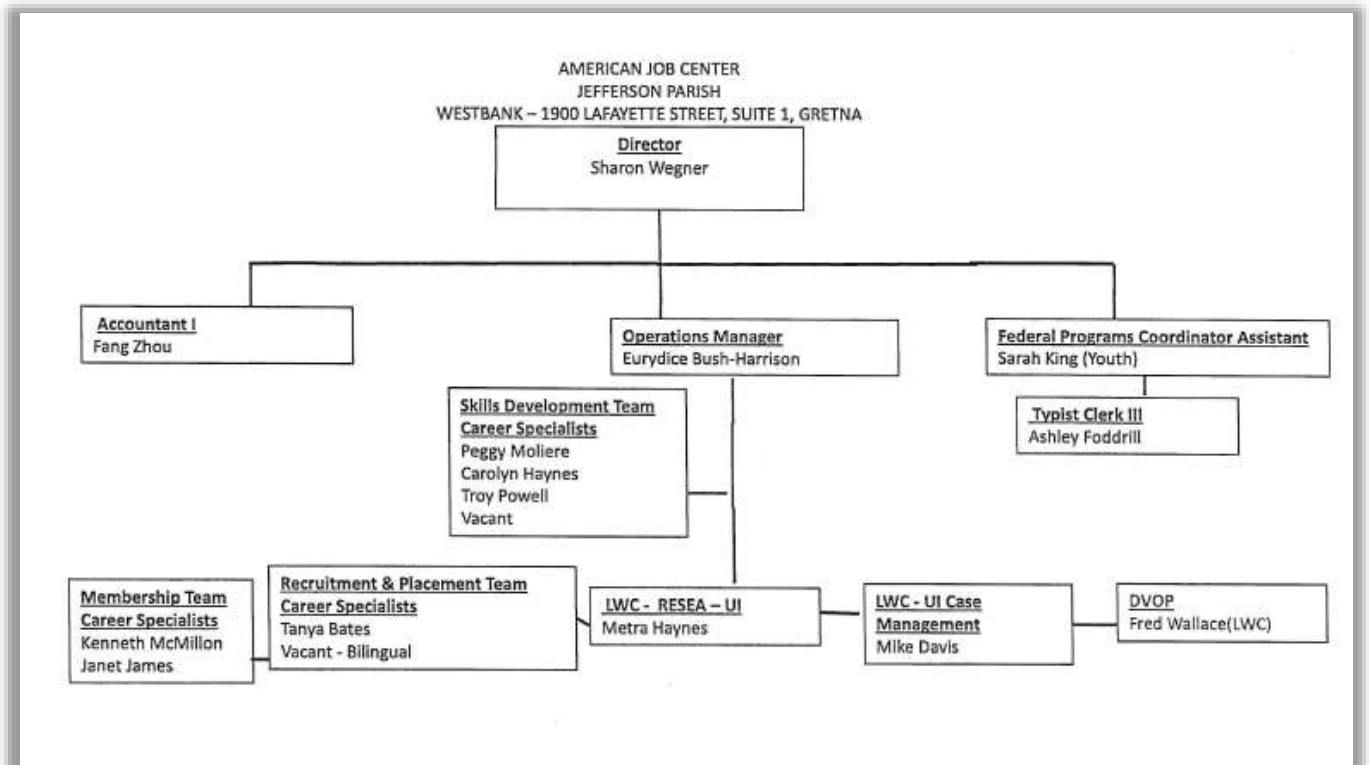 AMERICAN JOB CENTER
JEFFERSON PARISH
WESTBANK – 1900 LAFAYETTE STREET, SUITE 1, GRETNA
Director
Sharon Wegner
Accountant I
Fang Zhou
Operations Manager
Eurydice Bush-Harrison
Federal Programs Coordinator Assistant
Sarah King (Youth)
Typist Clerk III
Ashley Foddrill
Skills Development Team
Career Specialists
Peggy Moliere
Carolyn Haynes
Troy Powell
Vacant
Membership Team
Career Specialists
Kenneth McMillon
Janet James
Recruitment & Placement Team
Career Specialists
Tanya Bates
Vacant - Bilingual
LWC - RESEA – UI
Metra Haynes
LWC - UI Case
Management
Mike Davis
DVOP
Fred Wallace(LWC)